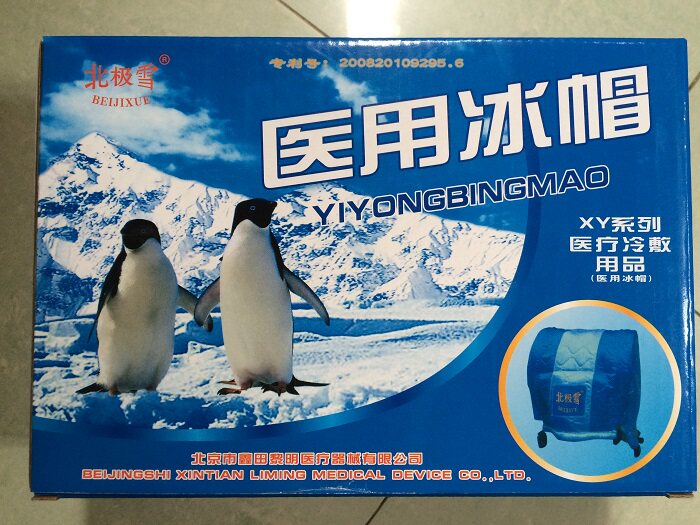 北极雪®
BEIJIXUE
专利号：200820109295.6
医用冰帽
YIYONGBINGMAO
XY系列
医疗冷敷
用品
(医用冰帽)
北极雪
BEIJIXUE
北京市鑫田黎明医疗器械有限公司
BEIJINGSHI XINTIAN LIMING MEDICAL DEVICE CO.,LTD.